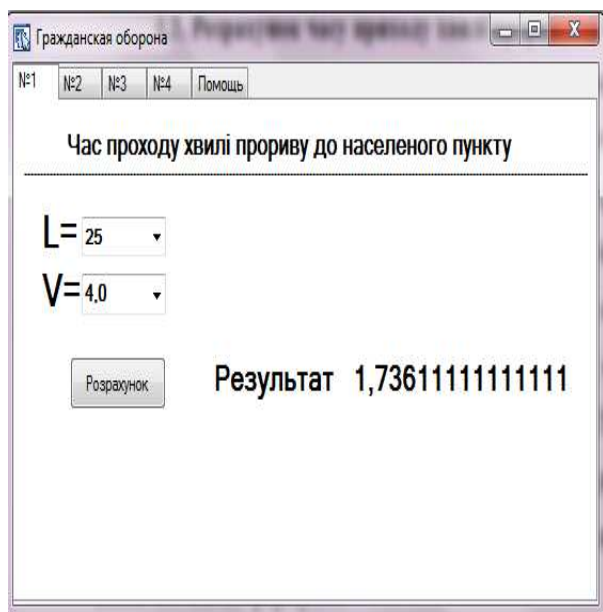 Гражданская оборона
№1 №2 №3 №4 Помощь
Час проходу хвилі прориву до населеного пункту
L= 25
V= 4,0
Розрахунок Результат 1,73611111111111